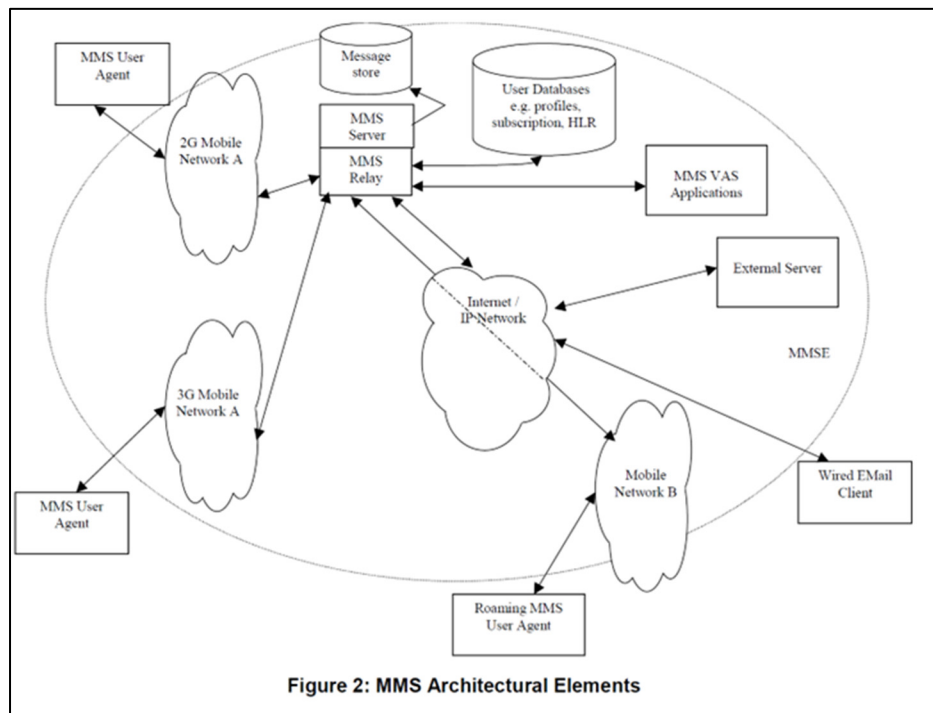 MMS User
Agent
Message
store
User Databases
e.g. profiles,
subscription, HLR
2G Mobile
Network A
MMS
Server
MMS
Relay
MMS VAS
Applications
External Server
Internet /
IP-Network
MMSE
3G Mobile
Network A
MMS User
Agent
Mobile
Network B
Wired EMail
Client
Roaming MMS
User Agent
Figure 2: MMS Architectural Elements